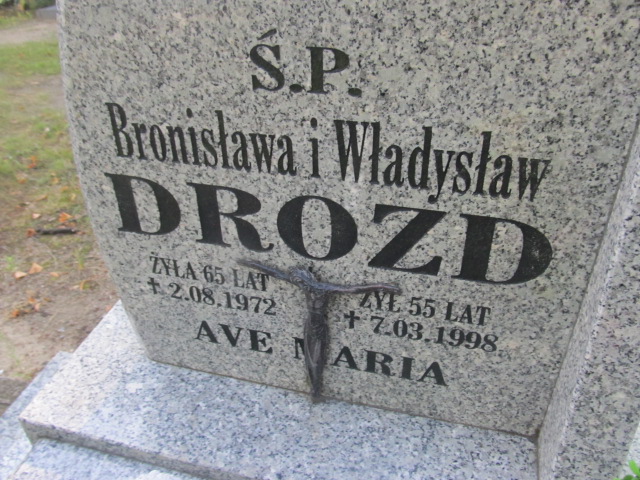 Ś.P.
Bronisława i Władysław
DROZD
ŻYŁA 65 LAT
✝ 2.08.1972
ŻYŁ 55 LAT
✝ 7.03.1998
AVE MARIA